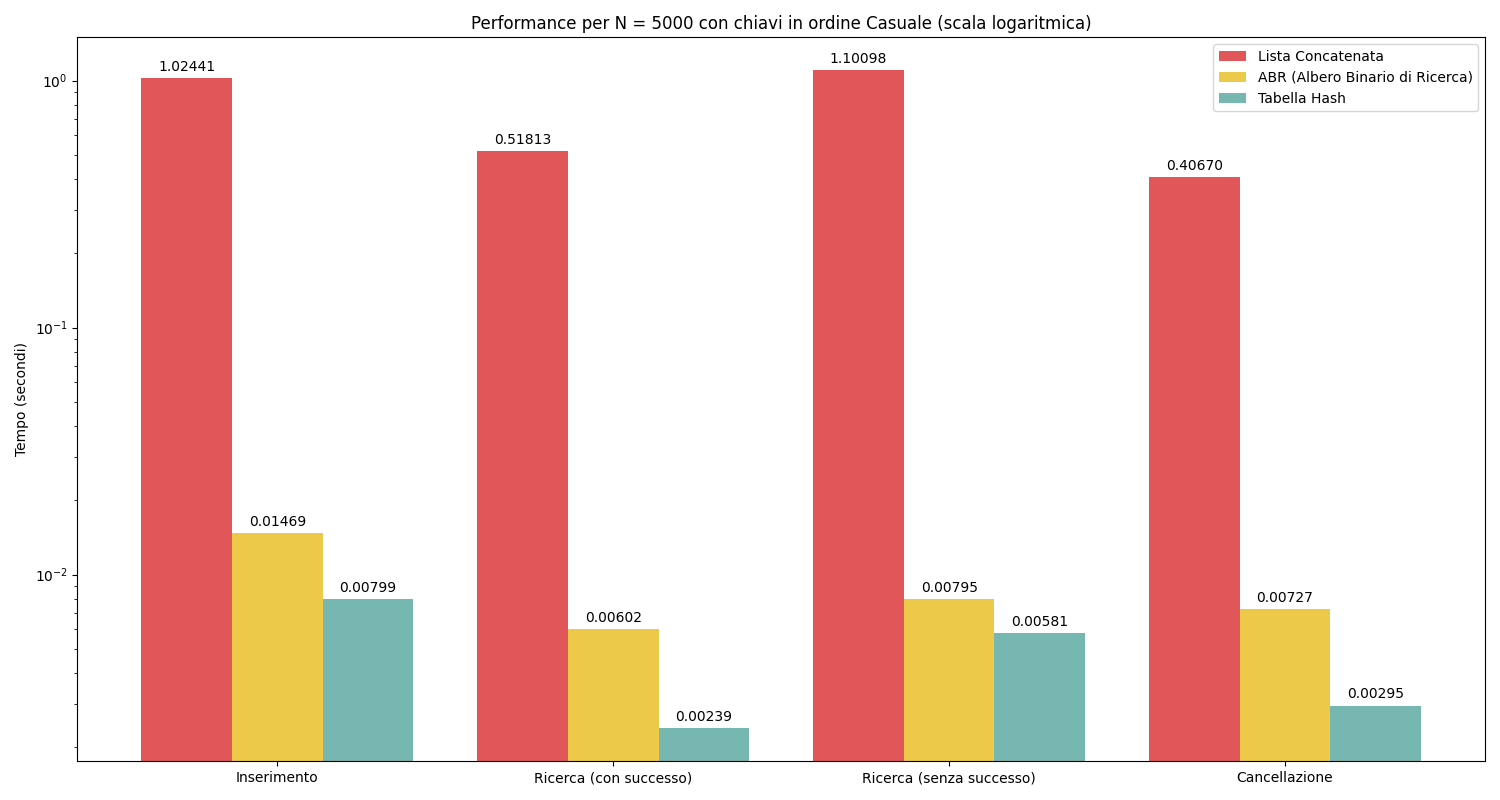 Performance per N = 5000 con chiavi in ordine Casuale (scala logaritmica)
Lista Concatenata
ABR (Albero Binario di Ricerca)
Tabella Hash
Tempo (secondi)
10⁰
10⁻¹
10⁻²
1.02441
0.01469
0.00799
0.51813
0.00602
0.00239
1.10098
0.00795
0.00581
0.40670
0.00727
0.00295
Inserimento
Ricerca (con successo)
Ricerca (senza successo)
Cancellazione